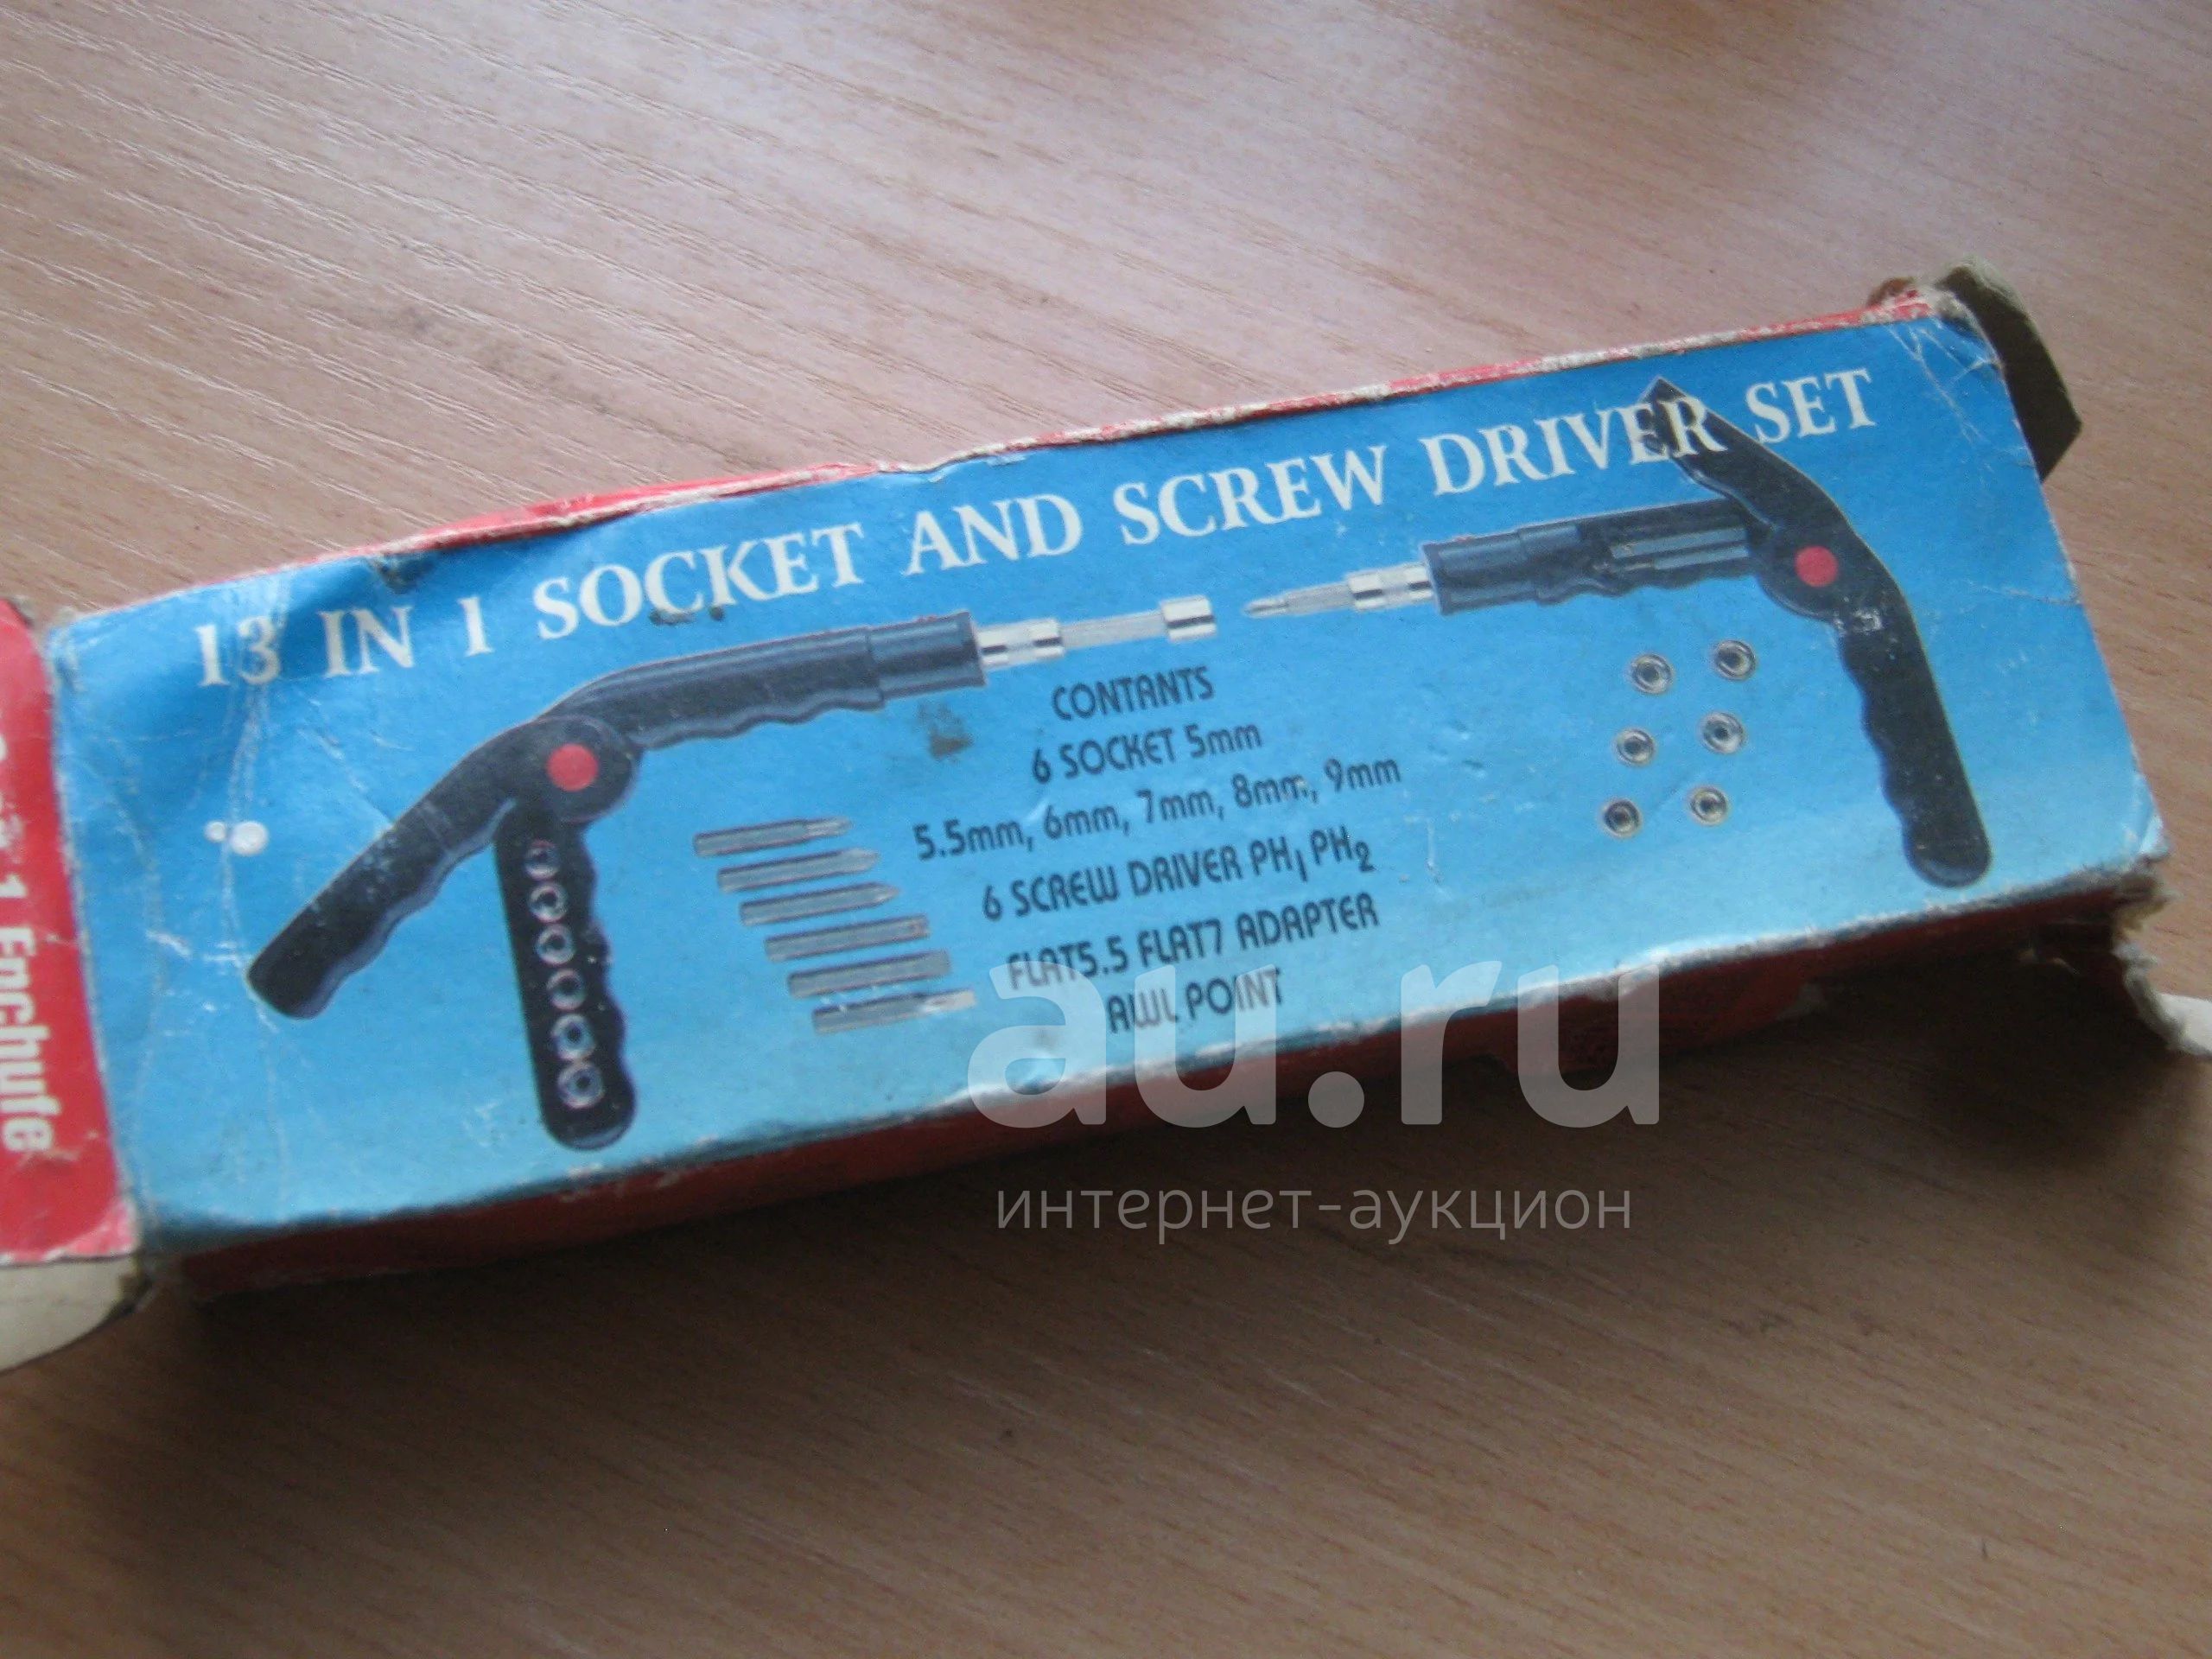 13 IN 1 SOCKET AND SCREW DRIVER SET
CONTANTS
6 SOCKET 5mm
5.5mm, 6mm, 7mm, 8mm, 9mm
6 SCREW DRIVER PH1 PH2
FLAT5.5 FLAT7 ADAPTER
AWL POINT
1 Enchufe
au.ru
интернет-аукцион